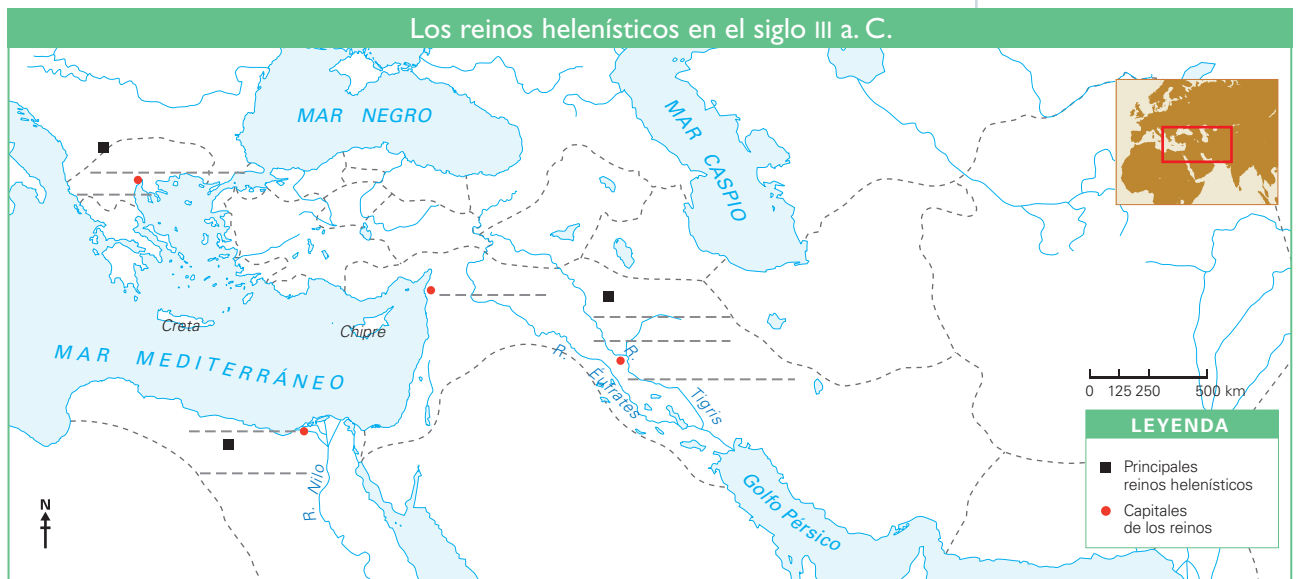 Los reinos helenísticos en el siglo III a. C.
MAR NEGRO
MAR CASPIO
Creta
Chipre
MAR MEDITERRÁNEO
R. Éufrates
R. Tigris
R. Nilo
Golfo Pérsico
N
0 125 250 500 km
LEYENDA
Principales
reinos helenísticos
Capitales
de los reinos